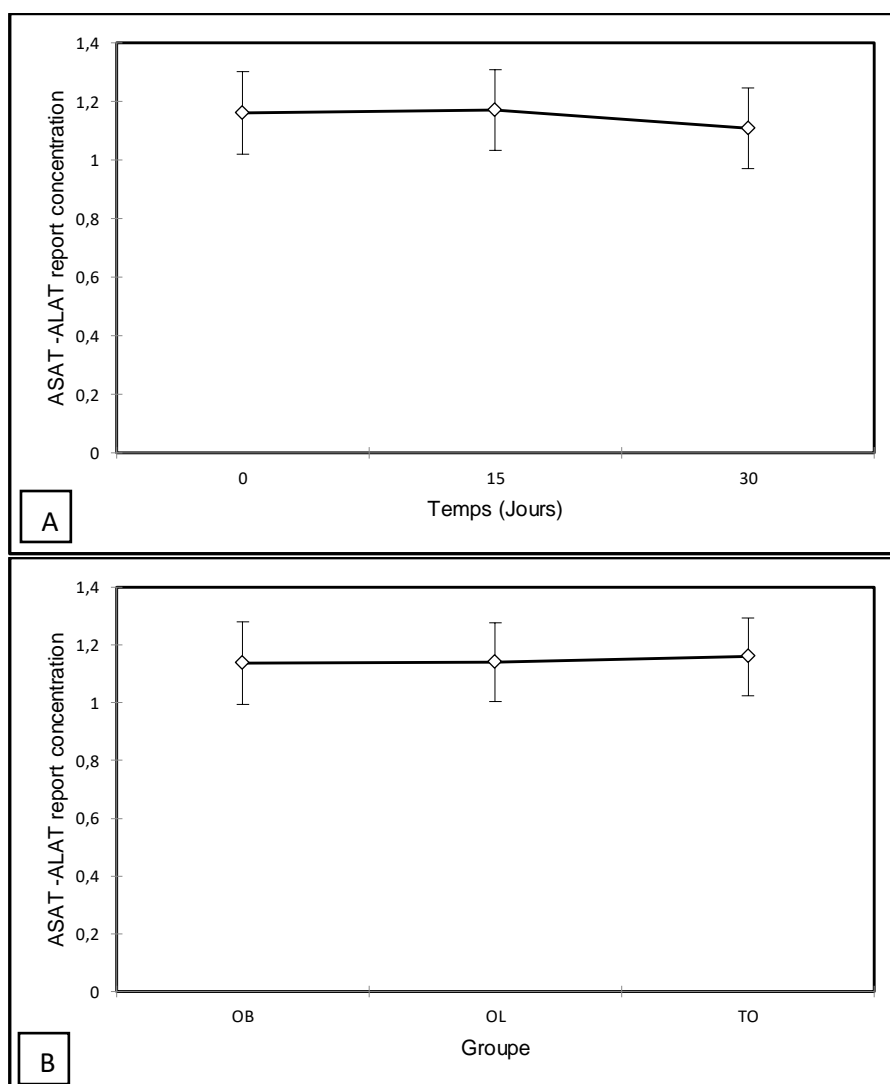 ASAT -ALAT report concentration
1,4
1,2
1
0,8
0,6
0,4
0,2
0
0 15 30
Temps (Jours)
A
ASAT -ALAT report concentration
1,4
1,2
1
0,8
0,6
0,4
0,2
0
OB OL TO
Groupe
B